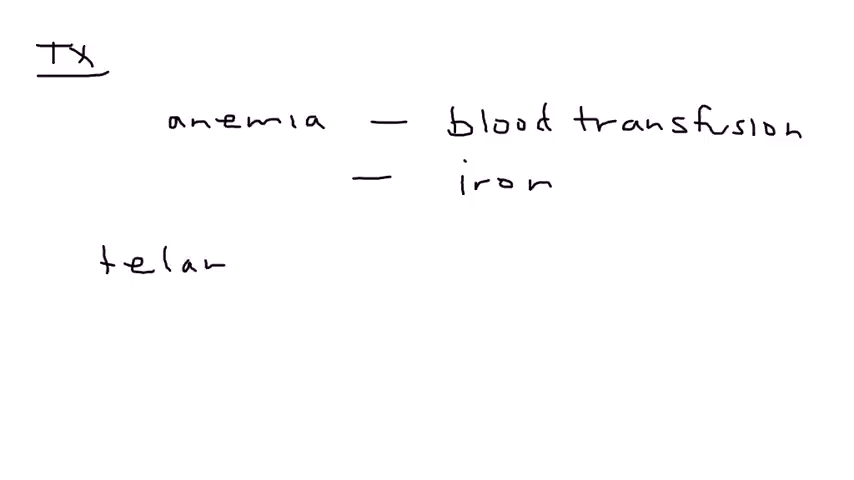 Tx
anemia – blood transfusion
– iron
telan